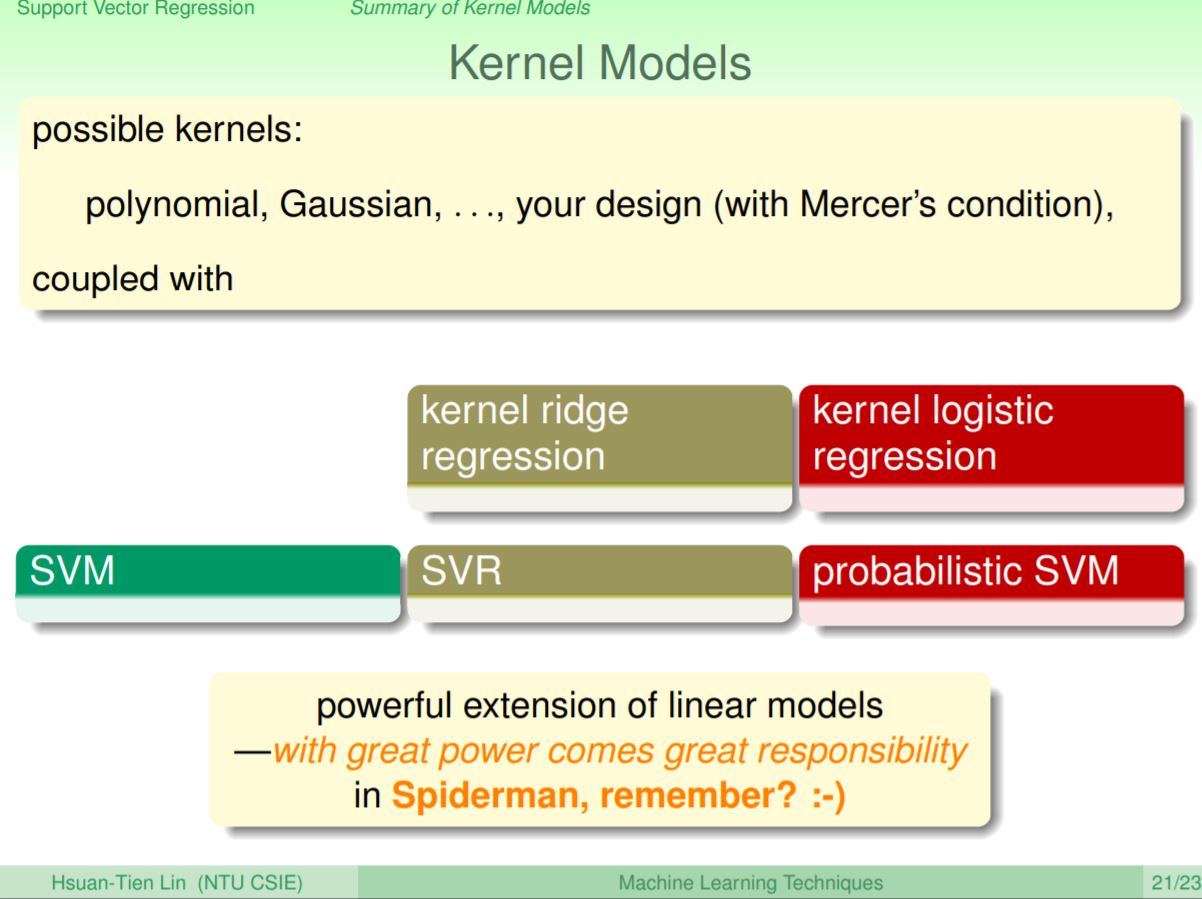 Support Vector Regression Summary of Kernel Models
Kernel Models
possible kernels:
polynomial, Gaussian, . . ., your design (with Mercer's condition),
coupled with
kernel ridge
regression
kernel logistic
regression
SVM
SVR
probabilistic SVM
powerful extension of linear models
—with great power comes great responsibility
in Spiderman, remember? :-)
Hsuan-Tien Lin (NTU CSIE) Machine Learning Techniques 21/23